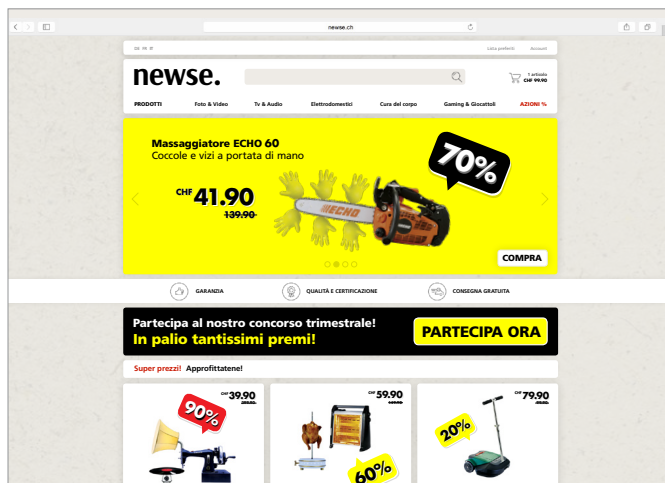 newse.ch
DE FR IT
Lista preferiti Account
newse.
1 articolo
CHF 99.90
PRODOTTI Foto & Video Tv & Audio Elettrodomestici Cura del corpo Gaming & Giocattoli AZIONI %
Massaggiatore ECHO 60
Coccole e vizi a portata di mano
70%
CHF 41.90
139.90
ECHO
COMPRA
GARANZIA QUALITÀ E CERTIFICAZIONE CONSEGNA GRATUITA
Partecipa al nostro concorso trimestrale!
In palio tantissimi premi!
PARTECIPA ORA
Super prezzi! Approfittatene!
CHF 39.90
90%
CHF 59.90
60%
CHF 79.90
20%